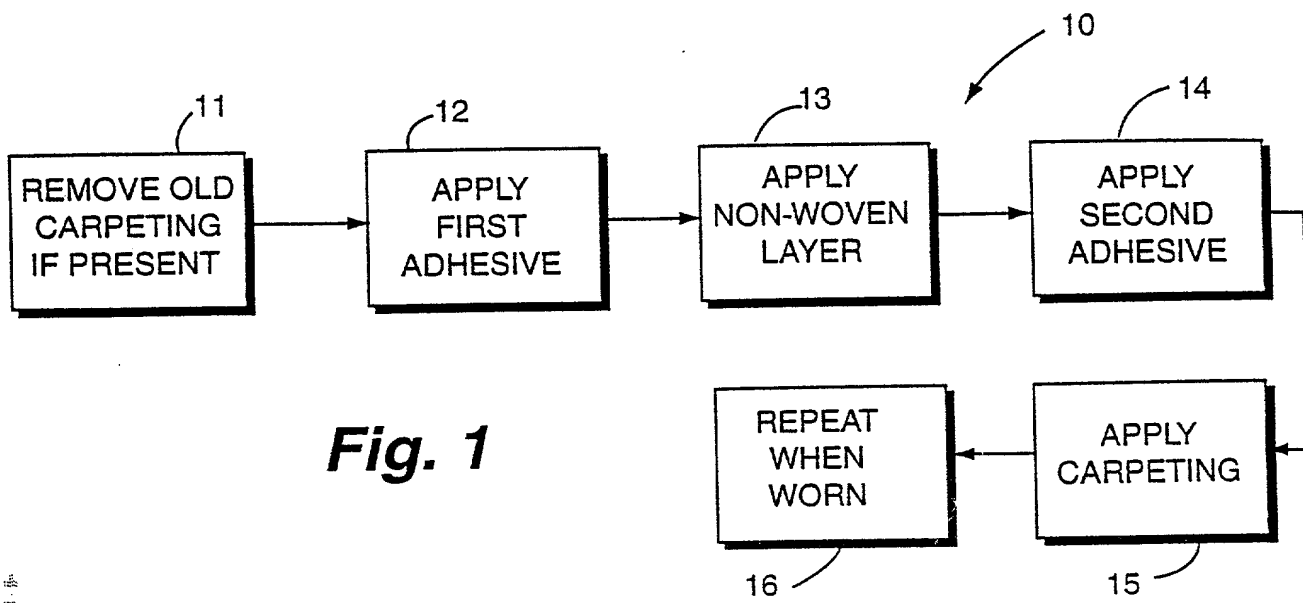 10
11
REMOVE OLD
CARPETING
IF PRESENT
12
APPLY
FIRST
ADHESIVE
13
APPLY
NON-WOVEN
LAYER
14
APPLY
SECOND
ADHESIVE
APPLY
CARPETING
15
REPEAT
WHEN
WORN
16
Fig. 1